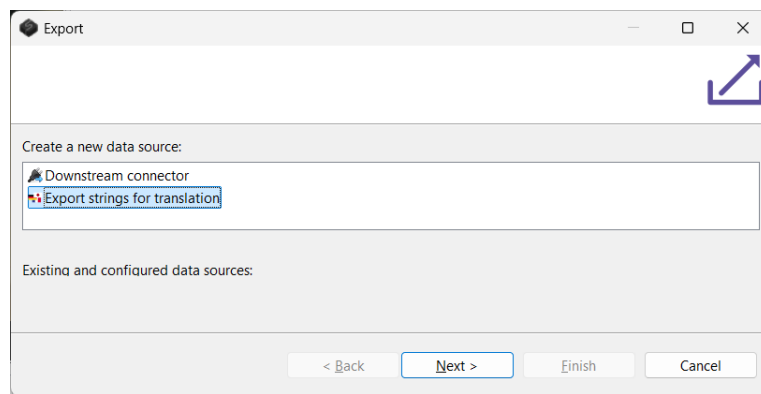 Export
Create a new data source:
Downstream connector
Export strings for translation
Existing and configured data sources:
< Back
Next >
Finish
Cancel